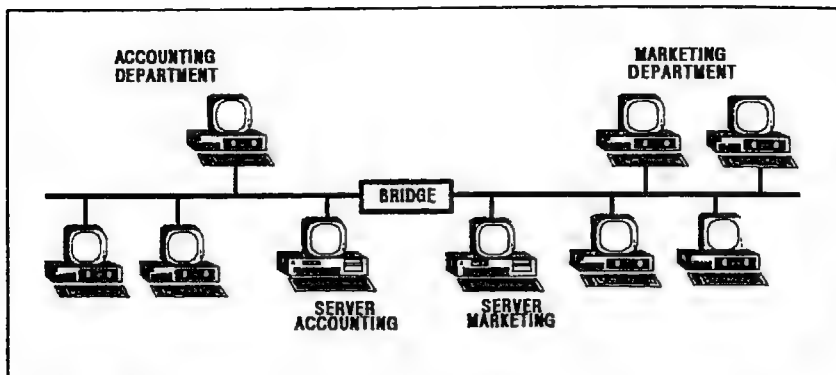 ACCOUNTING
DEPARTMENT
MARKETING
DEPARTMENT
BRIDGE
SERVER
ACCOUNTING
SERVER
MARKETING